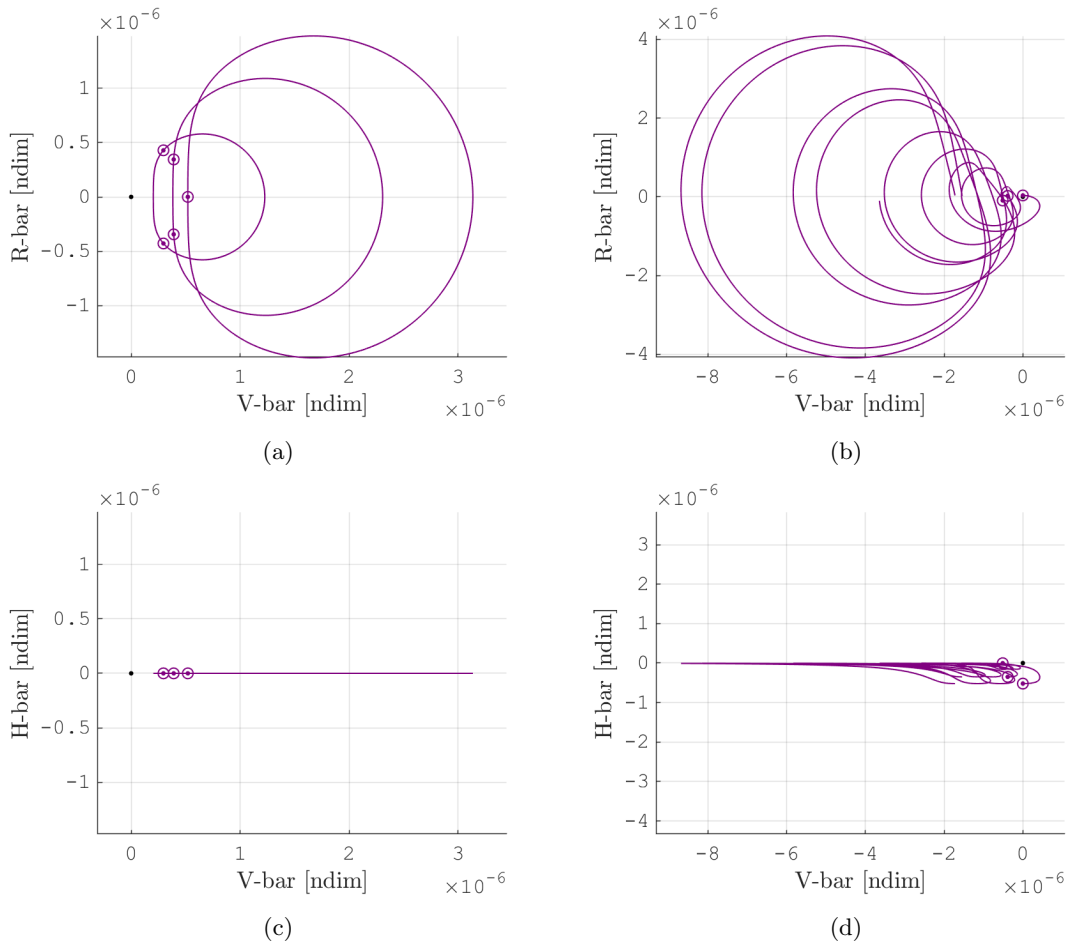 ×10⁻⁶
1
0.5
0
−0.5
−1
R-bar [ndim]
0 1 2 3
V-bar [ndim]
×10⁻⁶
(a)
×10⁻⁶
4
2
0
−2
−4
R-bar [ndim]
−8 −6 −4 −2 0
V-bar [ndim]
×10⁻⁶
(b)
×10⁻⁶
1
0.5
0
−0.5
−1
H-bar [ndim]
0 1 2 3
V-bar [ndim]
×10⁻⁶
(c)
×10⁻⁶
3
2
1
0
−1
−2
−3
−4
H-bar [ndim]
−8 −6 −4 −2 0
V-bar [ndim]
×10⁻⁶
(d)